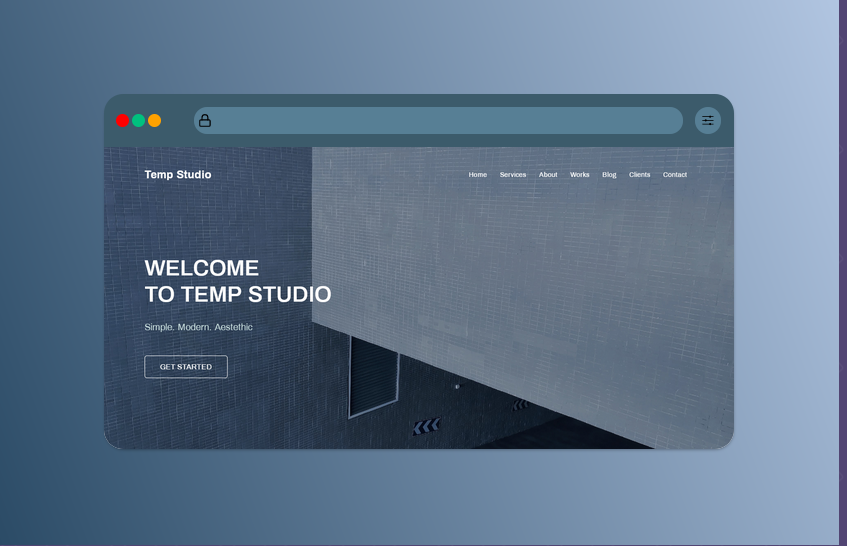 Temp Studio
Home Services About Works Blog Clients Contact
WELCOME
TO TEMP STUDIO
Simple. Modern. Aestethic
GET STARTED